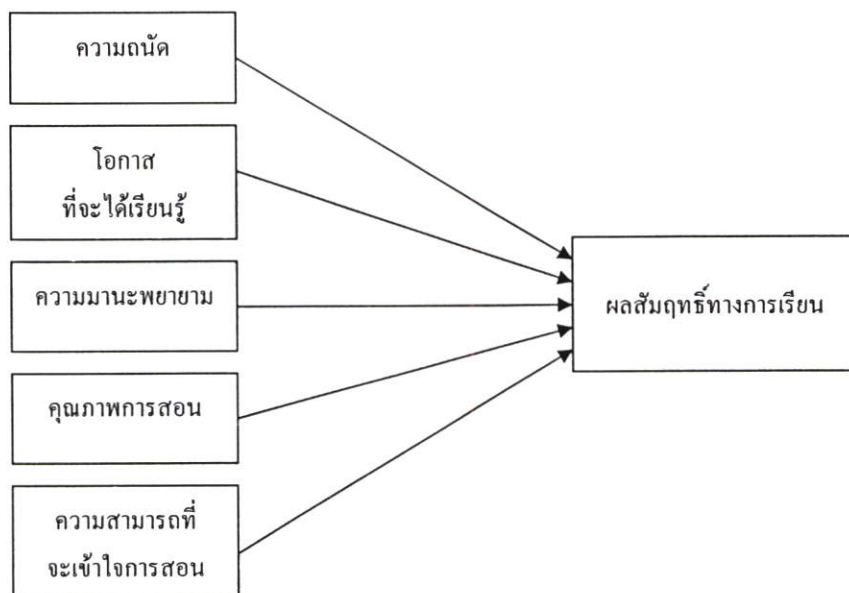 ความถนัด
โอกาส
ที่จะได้เรียนรู้
ความมานะพยายาม
ผลสัมฤทธิ์ทางการเรียน
คุณภาพการสอน
ความสามารถที่
จะเข้าใจการสอน